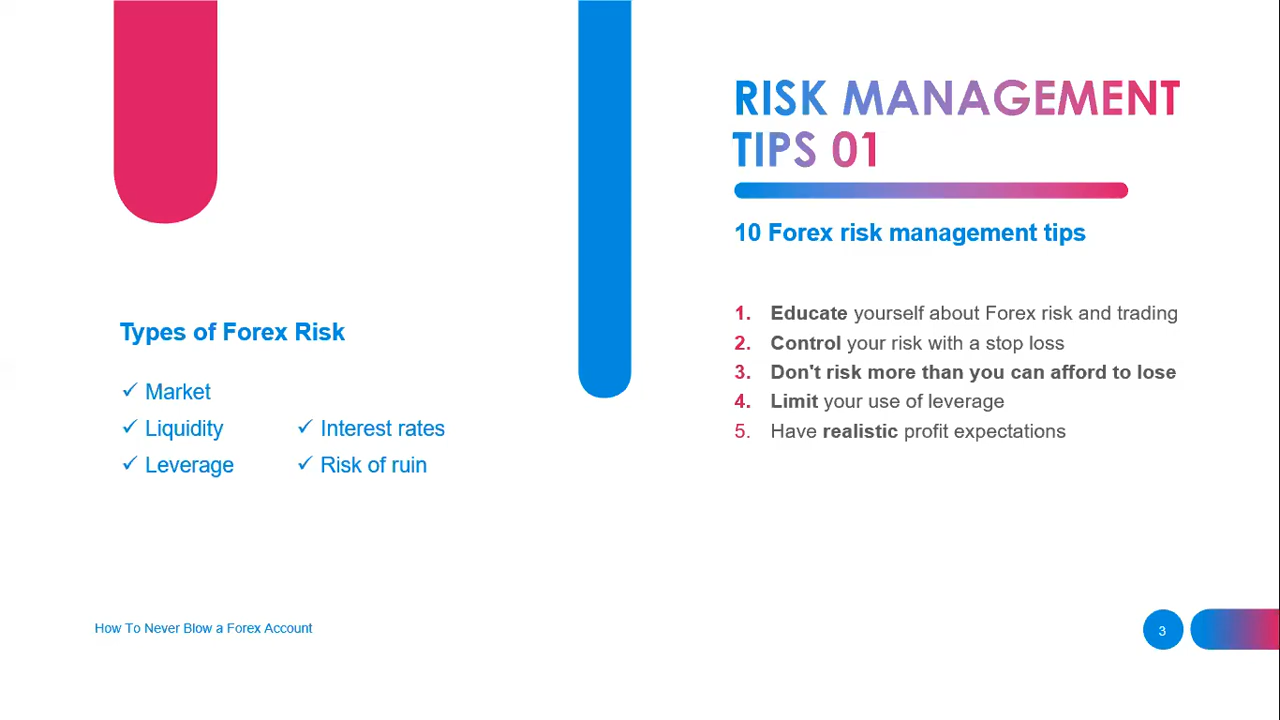 RISK MANAGEMENT
TIPS 01
10 Forex risk management tips
1. Educate yourself about Forex risk and trading
2. Control your risk with a stop loss
3. Don't risk more than you can afford to lose
4. Limit your use of leverage
5. Have realistic profit expectations
Types of Forex Risk
✓ Market
✓ Liquidity
✓ Leverage
✓ Interest rates
✓ Risk of ruin
How To Never Blow a Forex Account
3